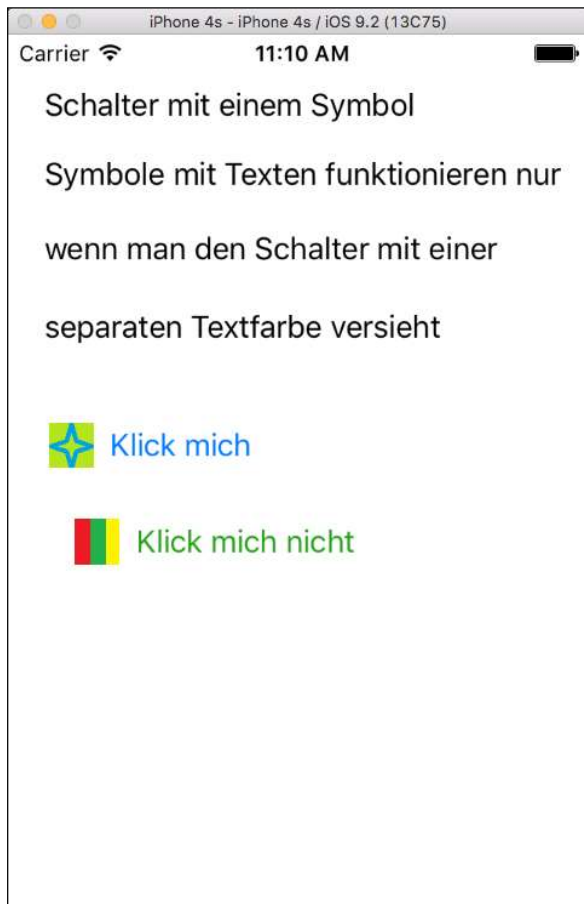 iPhone 4s - iPhone 4s / iOS 9.2 (13C75)
Carrier 11:10 AM
Schalter mit einem Symbol
Symbole mit Texten funktionieren nur
wenn man den Schalter mit einer
separaten Textfarbe versieht
Klick mich
Klick mich nicht